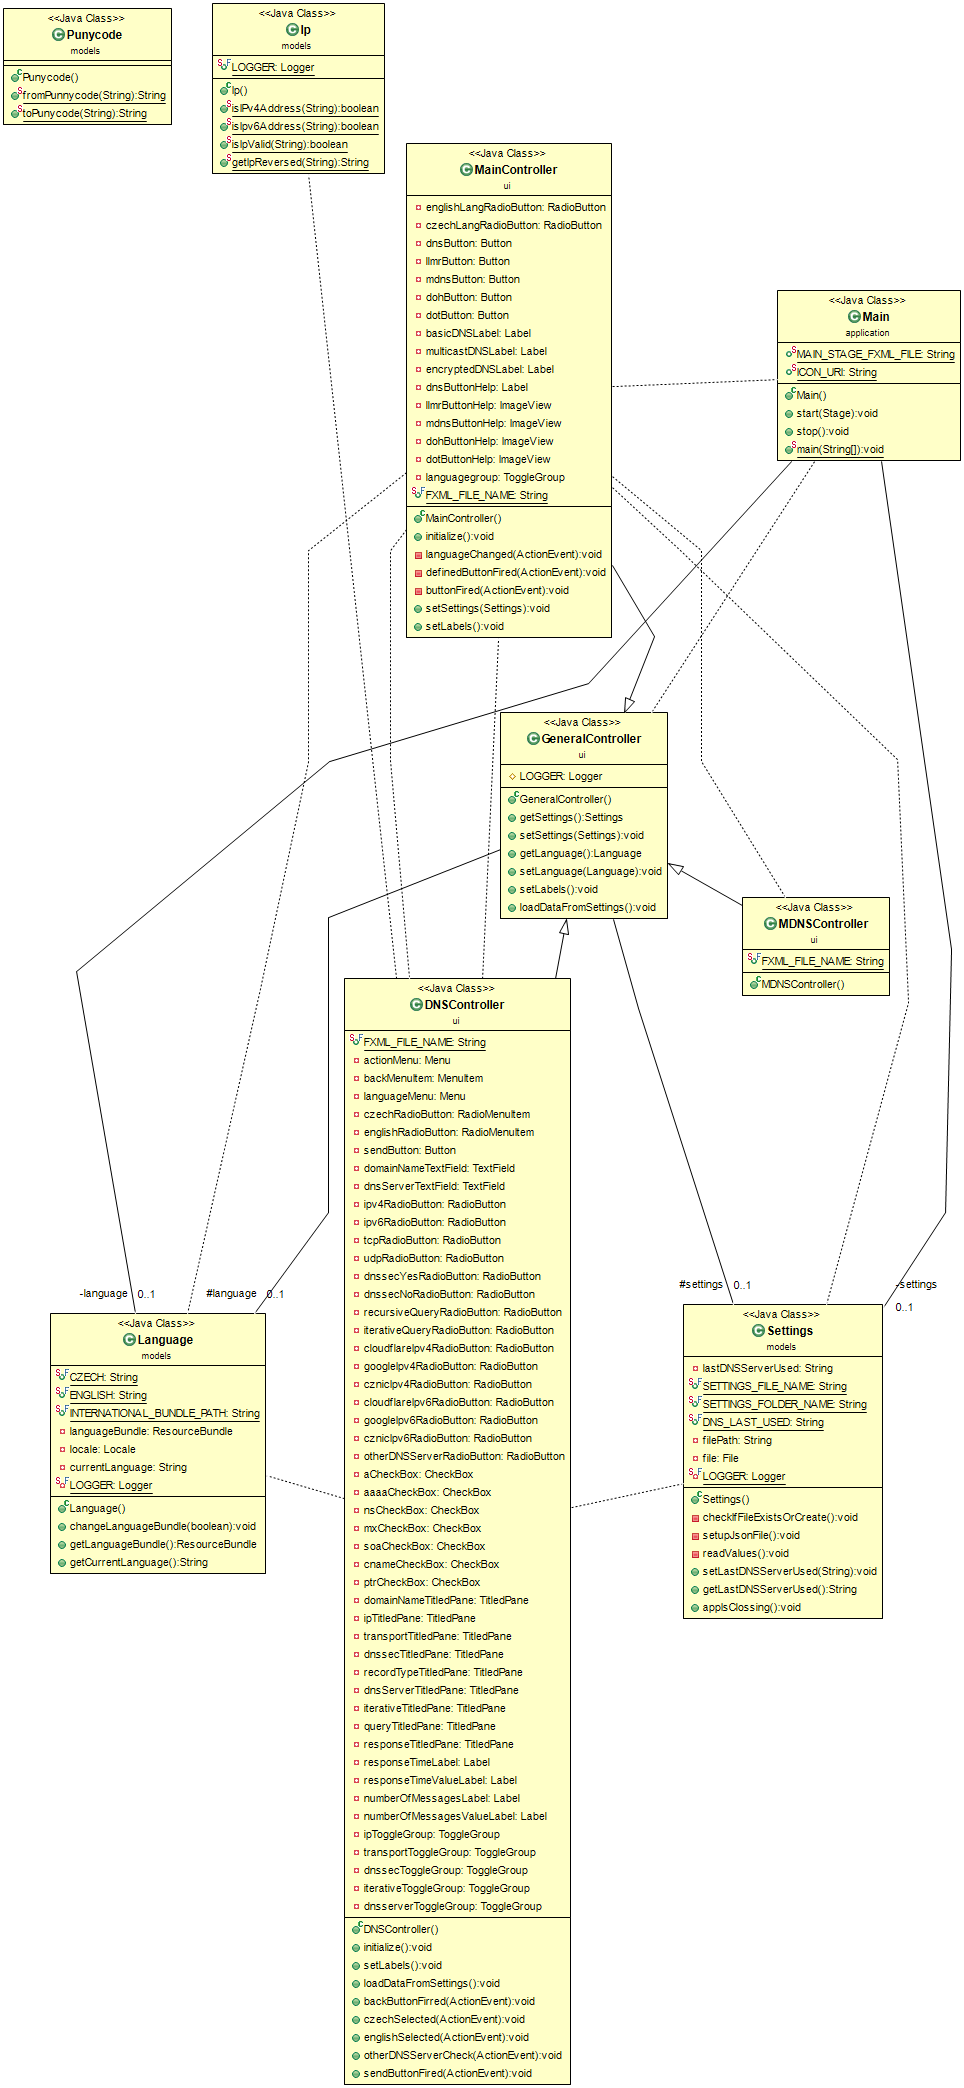 <<Java Class>>
Punycode
models
Punycode()
fromPunnycode(String):String
toPunycode(String):String
<<Java Class>>
Ip
models
LOGGER: Logger
Ip()
isIPv4Address(String):boolean
isIpv6Address(String):boolean
isIpValid(String):boolean
getIpReversed(String):String
<<Java Class>>
MainController
ui
englishLangRadioButton: RadioButton
czechLangRadioButton: RadioButton
dnsButton: Button
llmrButton: Button
mdnsButton: Button
dohButton: Button
dotButton: Button
basicDNSLabel: Label
multicastDNSLabel: Label
encryptedDNSLabel: Label
dnsButtonHelp: Label
llmrButtonHelp: ImageView
mdnsButtonHelp: ImageView
dohButtonHelp: ImageView
dotButtonHelp: ImageView
languagegroup: ToggleGroup
FXML_FILE_NAME: String
MainController()
initialize():void
languageChanged(ActionEvent):void
definedButtonFired(ActionEvent):void
buttonFired(ActionEvent):void
setSettings(Settings):void
setLabels():void
<<Java Class>>
Main
application
MAIN_STAGE_FXML_FILE: String
ICON_URI: String
Main()
start(Stage):void
stop():void
main(String[]):void
<<Java Class>>
GeneralController
ui
LOGGER: Logger
GeneralController()
getSettings():Settings
setSettings(Settings):void
getLanguage():Language
setLanguage(Language):void
setLabels():void
loadDataFromSettings():void
<<Java Class>>
MDNSController
ui
FXML_FILE_NAME: String
MDNSController()
<<Java Class>>
DNSController
ui
FXML_FILE_NAME: String
actionMenu: Menu
backMenuItem: MenuItem
languageMenu: Menu
czechRadioButton: RadioMenuItem
englishRadioButton: RadioMenuItem
sendButton: Button
domainNameTextField: TextField
dnsServerTextField: TextField
ipv4RadioButton: RadioButton
ipv6RadioButton: RadioButton
tcpRadioButton: RadioButton
udpRadioButton: RadioButton
dnssecYesRadioButton: RadioButton
dnssecNoRadioButton: RadioButton
recursiveQueryRadioButton: RadioButton
iterativeQueryRadioButton: RadioButton
cloudflareIpv4RadioButton: RadioButton
googleIpv4RadioButton: RadioButton
cznicIpv4RadioButton: RadioButton
cloudflareIpv6RadioButton: RadioButton
googleIpv6RadioButton: RadioButton
cznicIpv6RadioButton: RadioButton
otherDNSServerRadioButton: RadioButton
aCheckBox: CheckBox
aaaaCheckBox: CheckBox
nsCheckBox: CheckBox
mxCheckBox: CheckBox
soaCheckBox: CheckBox
cnameCheckBox: CheckBox
ptrCheckBox: CheckBox
domainNameTitledPane: TitledPane
ipTitledPane: TitledPane
transportTitledPane: TitledPane
dnssecTitledPane: TitledPane
recordTypeTitledPane: TitledPane
dnsServerTitledPane: TitledPane
iterativeTitledPane: TitledPane
queryTitledPane: TitledPane
responseTitledPane: TitledPane
responseTimeLabel: Label
responseTimeValueLabel: Label
numberOfMessagesLabel: Label
numberOfMessagesValueLabel: Label
ipToggleGroup: ToggleGroup
transportToggleGroup: ToggleGroup
dnssecToggleGroup: ToggleGroup
iterativeToggleGroup: ToggleGroup
dnsserverToggleGroup: ToggleGroup
DNSController()
initialize():void
setLabels():void
loadDataFromSettings():void
backButtonFirred(ActionEvent):void
czechSelected(ActionEvent):void
englishSelected(ActionEvent):void
otherDNSServerCheck(ActionEvent):void
sendButtonFired(ActionEvent):void
-language 0..1
#language 0..1
<<Java Class>>
Language
models
CZECH: String
ENGLISH: String
INTERNATIONAL_BUNDLE_PATH: String
languageBundle: ResourceBundle
locale: Locale
currentLanguage: String
LOGGER: Logger
Language()
changeLanguageBundle(boolean):void
getLanguageBundle():ResourceBundle
getCurrentLanguage():String
#settings 0..1
-settings
0..1
<<Java Class>>
Settings
models
lastDNSServerUsed: String
SETTINGS_FILE_NAME: String
SETTINGS_FOLDER_NAME: String
DNS_LAST_USED: String
filePath: String
file: File
LOGGER: Logger
Settings()
checkIfFileExistsOrCreate():void
setupJsonFile():void
readValues():void
setLastDNSServerUsed(String):void
getLastDNSServerUsed():String
appIsClossing():void